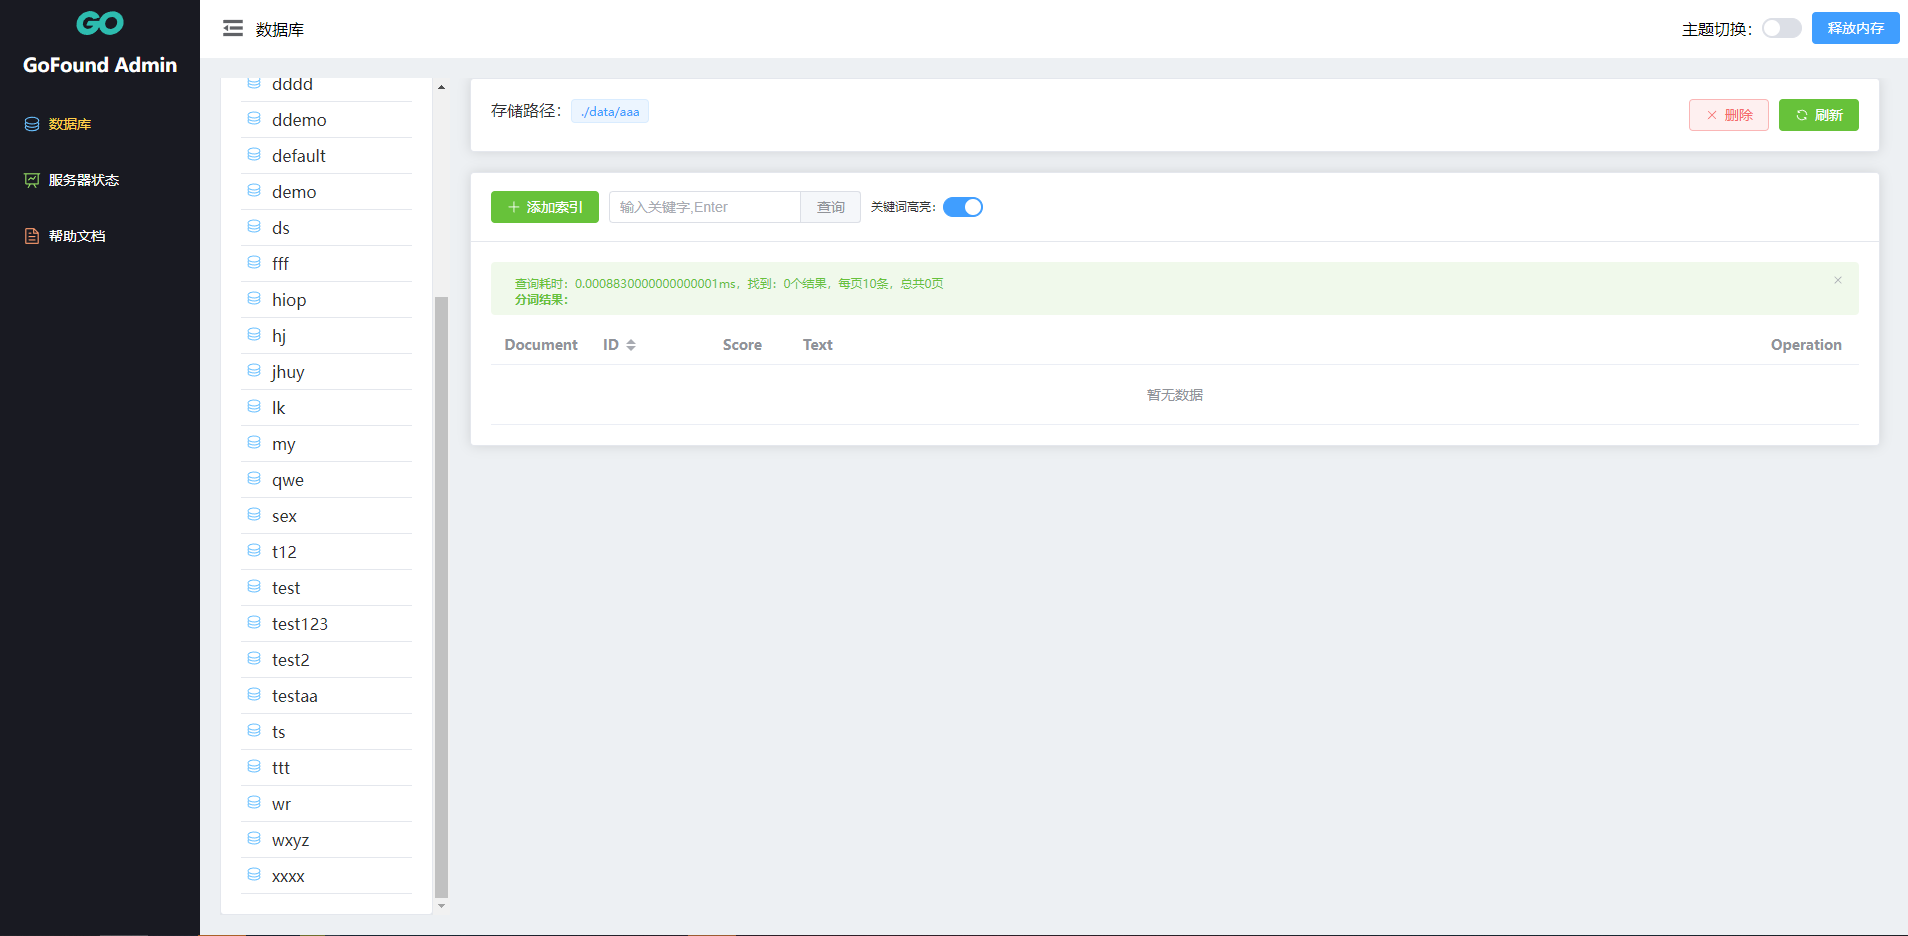 GO
GoFound Admin
数据库
服务器状态
帮助文档
数据库
主题切换：
释放内存
dddd
ddemo
default
demo
ds
fff
hiop
hj
jhuy
lk
my
qwe
sex
t12
test
test123
test2
testaa
ts
ttt
wr
wxyz
xxxx
存储路径： ./data/aaa
删除
刷新
添加索引
输入关键字,Enter
查询
关键词高亮：
查询耗时：0.0008830000000000001ms，找到：0个结果，每页10条，总共0页
分词结果：
Document ID Score Text Operation
暂无数据